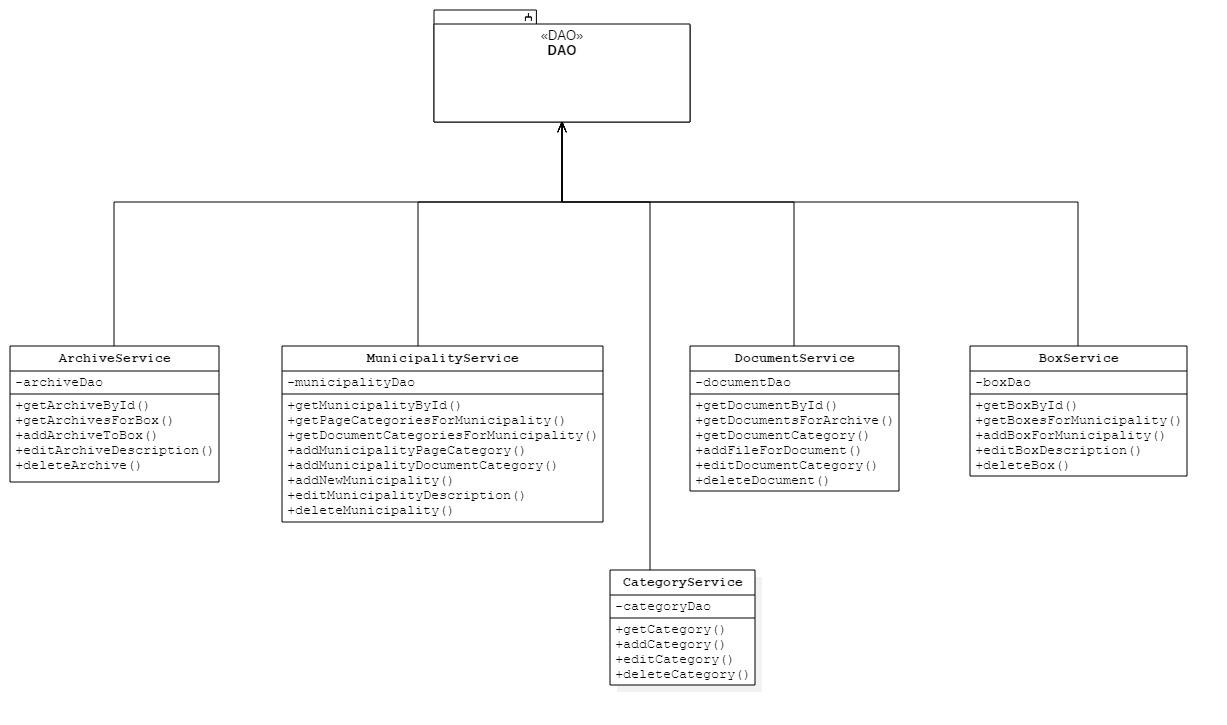 «DAO»
DAO
ArchiveService
-archiveDao
+getArchiveById()
+getArchivesForBox()
+addArchiveToBox()
+editArchiveDescription()
+deleteArchive()
MunicipalityService
-municipalityDao
+getMunicipalityById()
+getPageCategoriesForMunicipality()
+getDocumentCategoriesForMunicipality()
+addMunicipalityPageCategory()
+addMunicipalityDocumentCategory()
+addNewMunicipality()
+editMunicipalityDescription()
+deleteMunicipality()
DocumentService
-documentDao
+getDocumentById()
+getDocumentsForArchive()
+getDocumentCategory()
+addFileForDocument()
+editDocumentCategory()
+deleteDocument()
BoxService
-boxDao
+getBoxById()
+getBoxesForMunicipality()
+addBoxForMunicipality()
+editBoxDescription()
+deleteBox()
CategoryService
-categoryDao
+getCategory()
+addCategory()
+editCategory()
+deleteCategory()